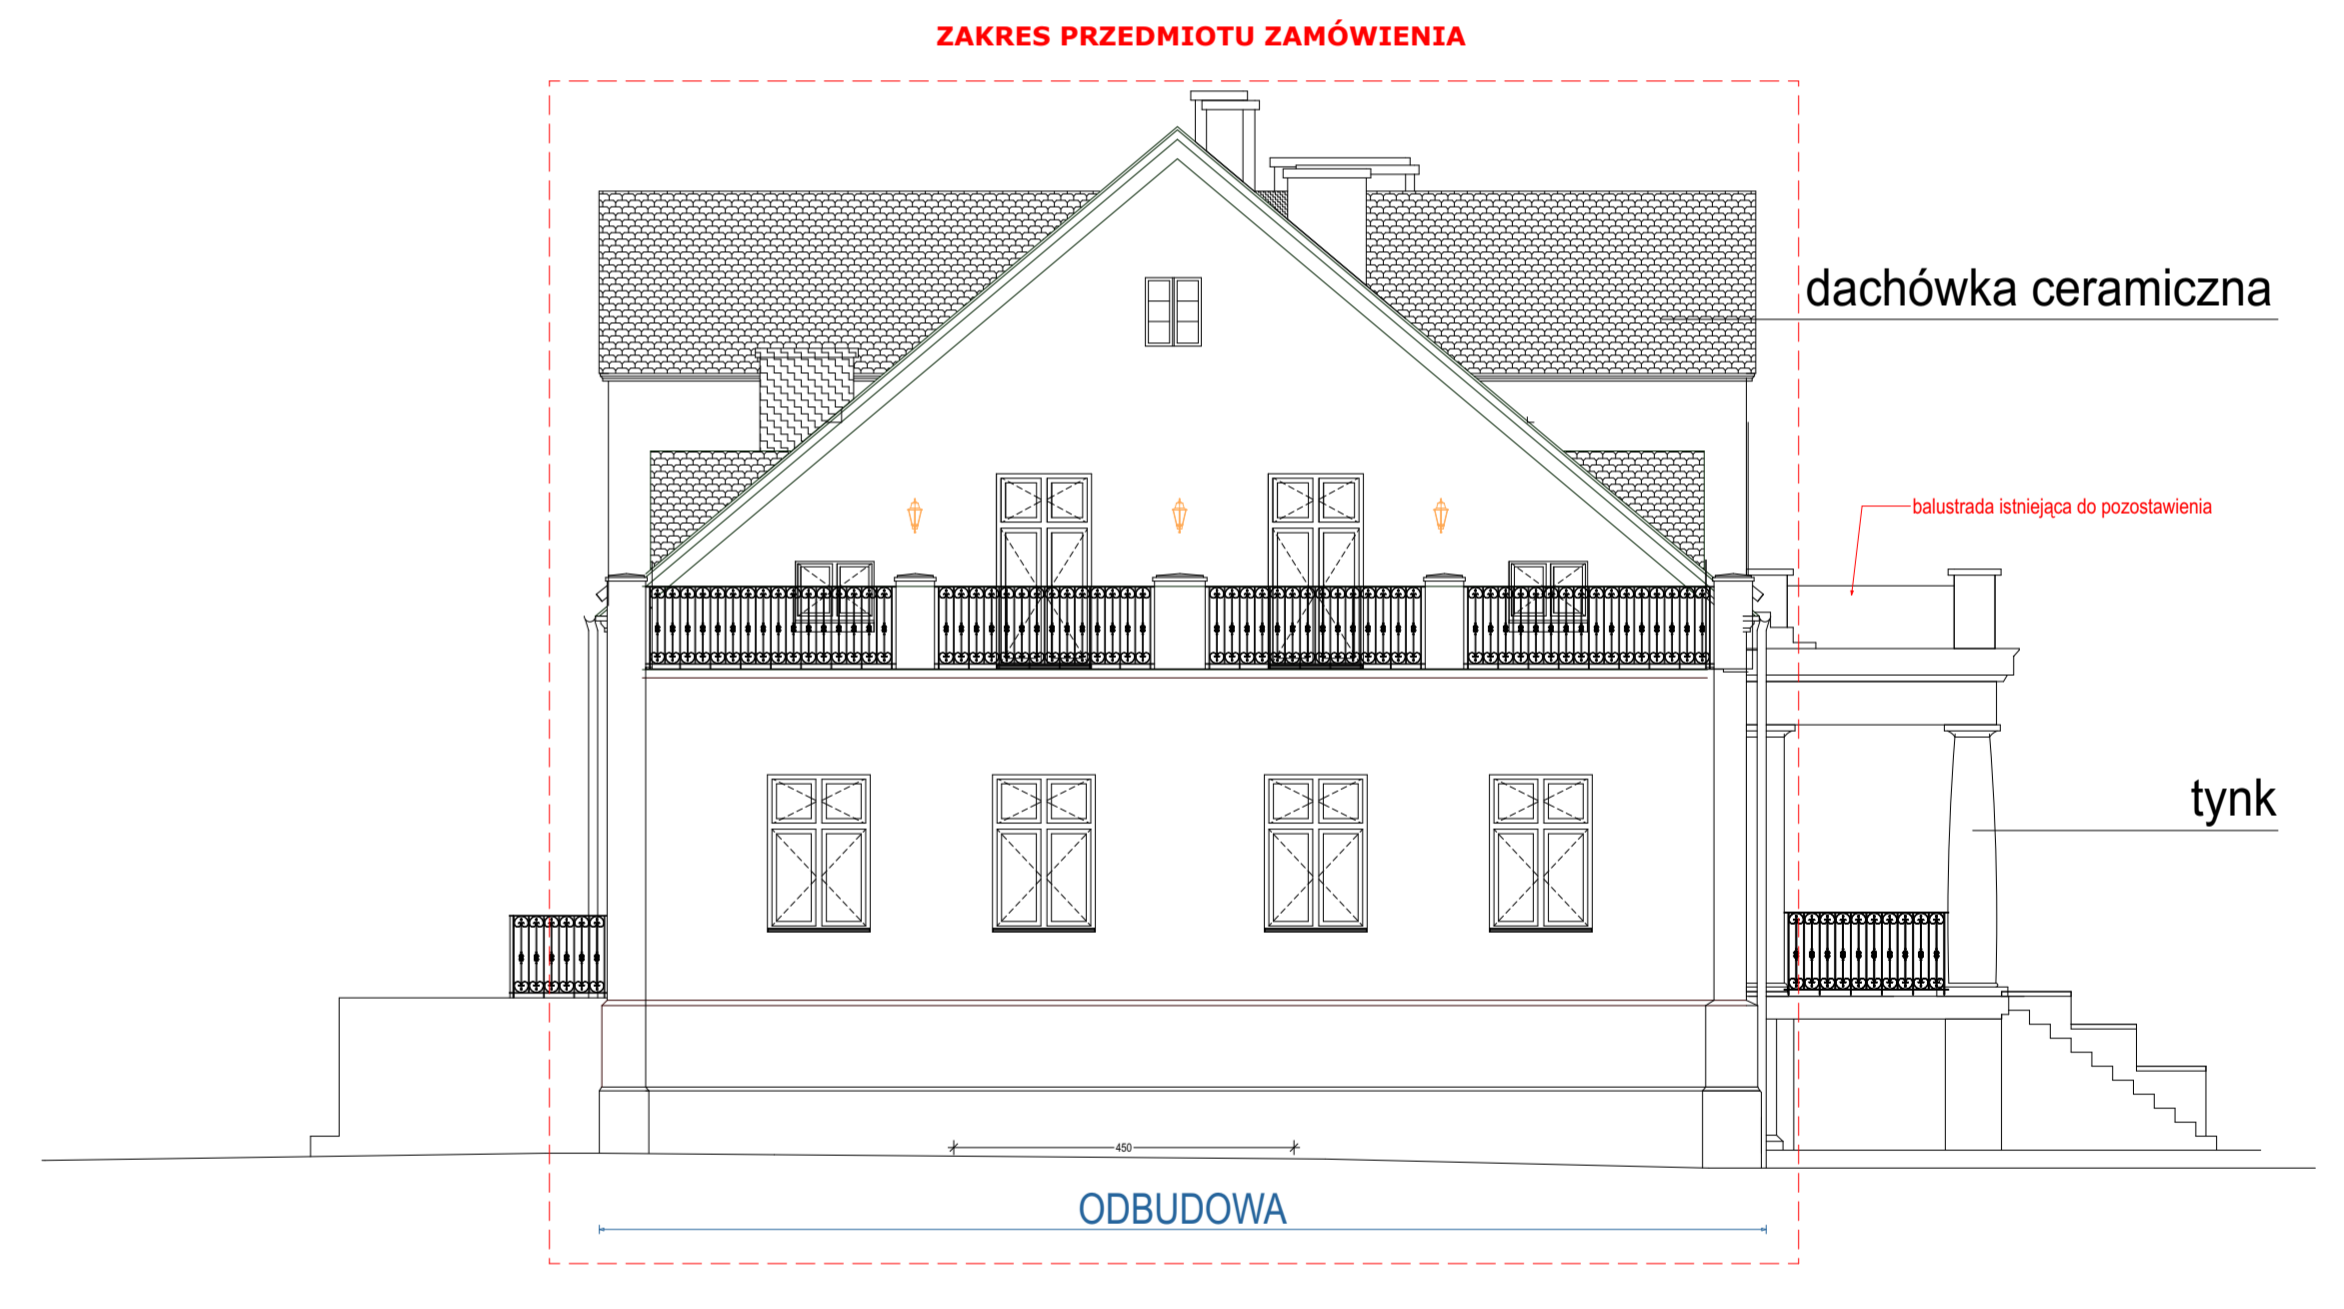 ZAKRES PRZEDMIOTU ZAMÓWIENIA
dachówka ceramiczna
balustrada istniejąca do pozostawienia
tynk
450
ODBUDOWA